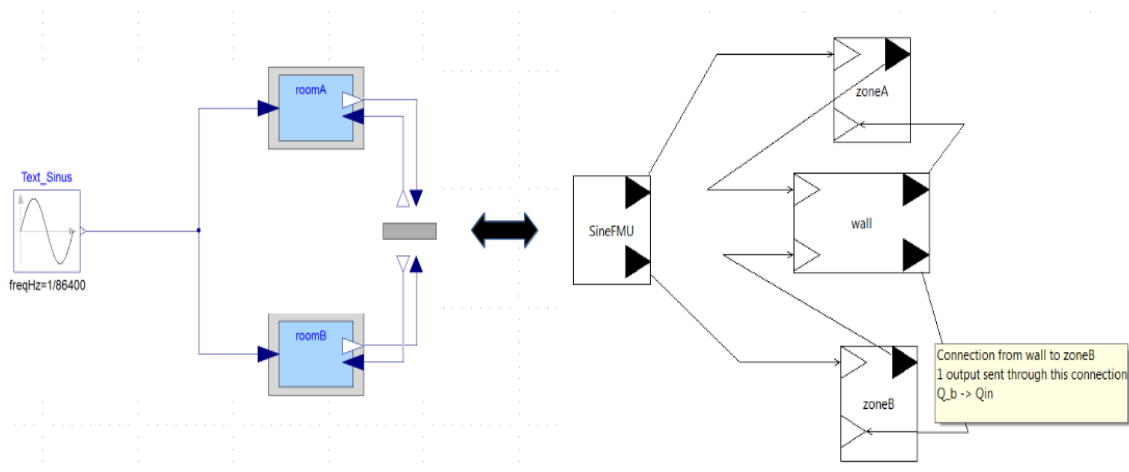 Text_Sinus
freqHz=1/86400
roomA
roomB
SineFMU
zoneA
wall
zoneB
Connection from wall to zoneB
1 output sent through this connection
Q_b -> Qin